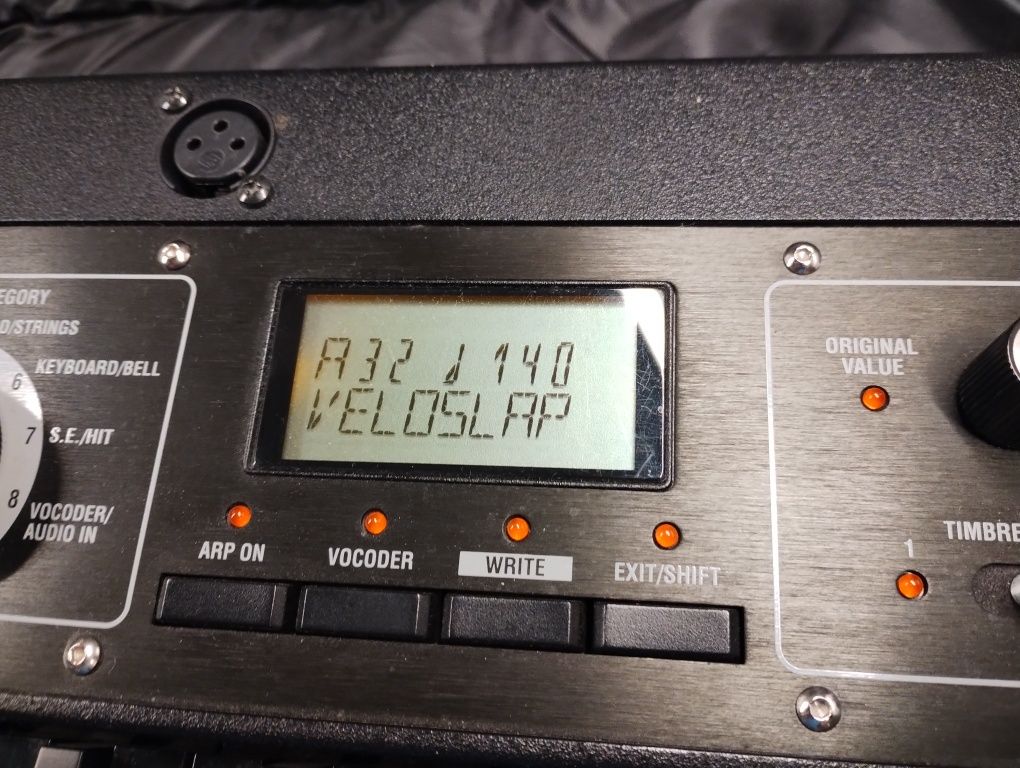 EGORY
D/STRINGS
6 KEYBOARD/BELL
7 S.E./HIT
8 VOCODER/
AUDIO IN
A32 ♩ 140
VELOSLAP
ARP ON
VOCODER
WRITE
EXIT/SHIFT
ORIGINAL
VALUE
1
TIMBRE